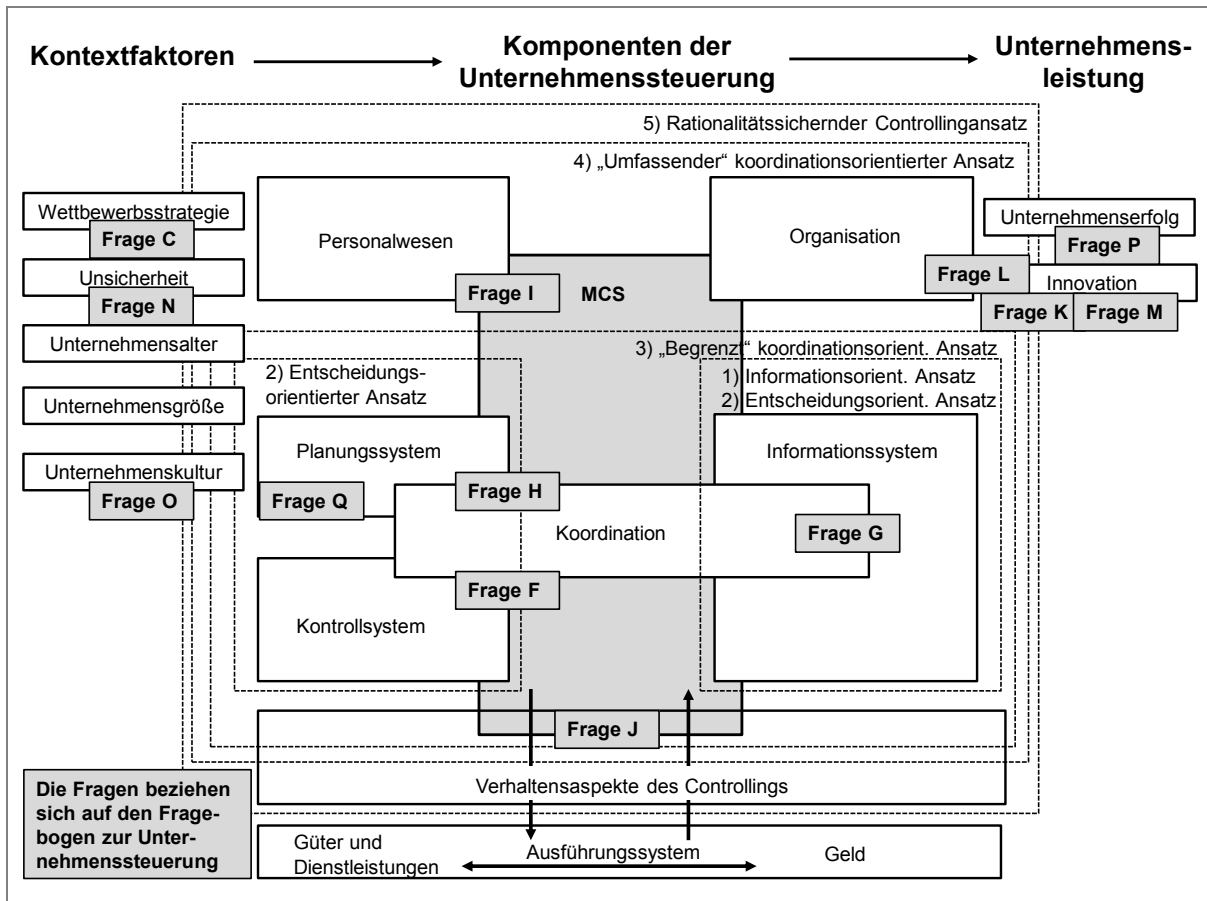 Kontextfaktoren
Komponenten der
Unternehmenssteuerung
Unternehmens-
leistung
5) Rationalitätssichernder Controllingansatz
4) „Umfassender“ koordinationsorientierter Ansatz
Wettbewerbsstrategie
Frage C
Unsicherheit
Frage N
Unternehmensalter
Unternehmensgröße
Unternehmenskultur
Frage O
Personalwesen
Frage I
MCS
Organisation
Frage L
Unternehmenserfolg
Frage P
Innovation
Frage K
Frage M
3) „Begrenzt“ koordinationsorient. Ansatz
2) Entscheidungs-
orientierter Ansatz
1) Informationsorient. Ansatz
2) Entscheidungsorient. Ansatz
Planungssystem
Informationssystem
Frage Q
Frage H
Koordination
Frage G
Frage F
Kontrollsystem
Frage J
Verhaltensaspekte des Controllings
Die Fragen beziehen
sich auf den Frage-
bogen zur Unter-
nehmenssteuerung
Güter und
Dienstleistungen
Ausführungssystem
Geld